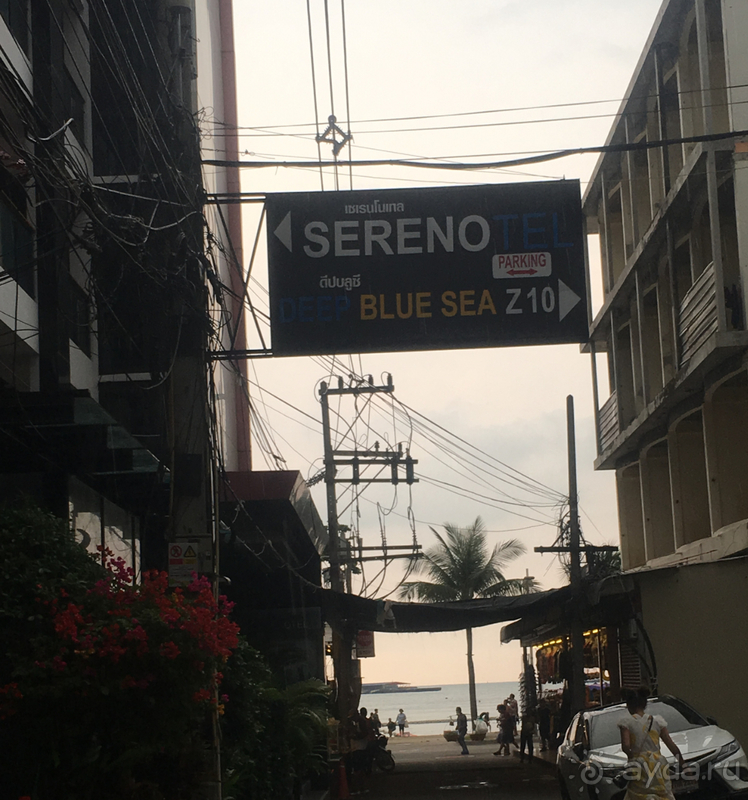 เซเรนโนเทล
SERENOTEL
PARKING
ดีปบลูซี
DEEP BLUE SEA Z10
ayda.ru